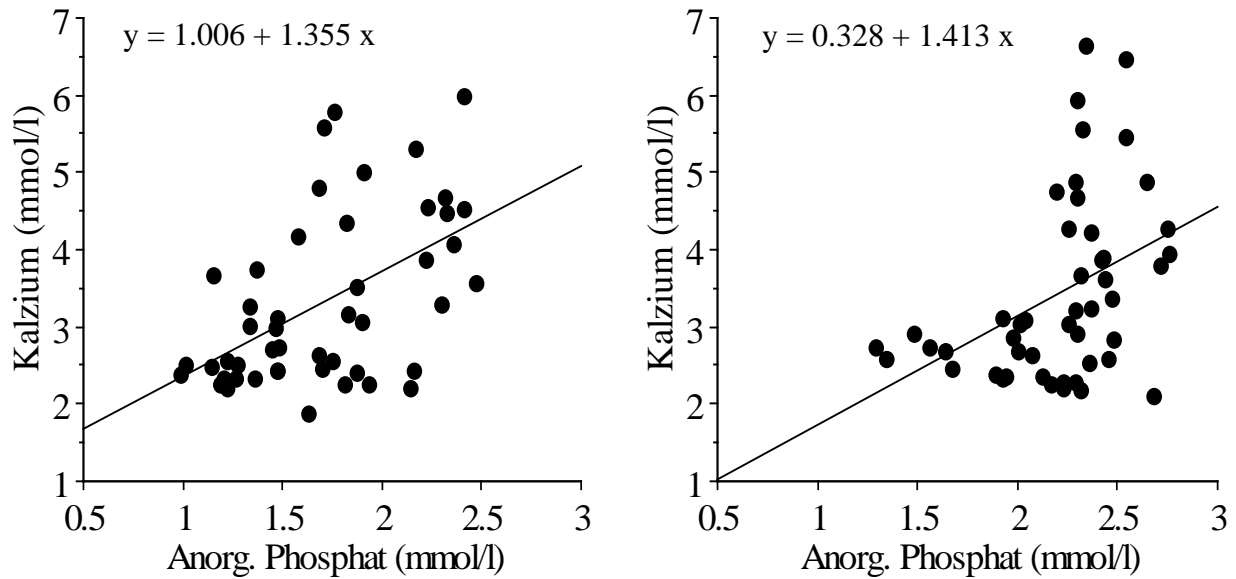 y = 1.006 + 1.355 x
7
6
5
4
3
2
1
Kalzium (mmol/l)
0.5 1 1.5 2 2.5 3
Anorg. Phosphat (mmol/l)
y = 0.328 + 1.413 x
7
6
5
4
3
2
1
Kalzium (mmol/l)
0.5 1 1.5 2 2.5 3
Anorg. Phosphat (mmol/l)